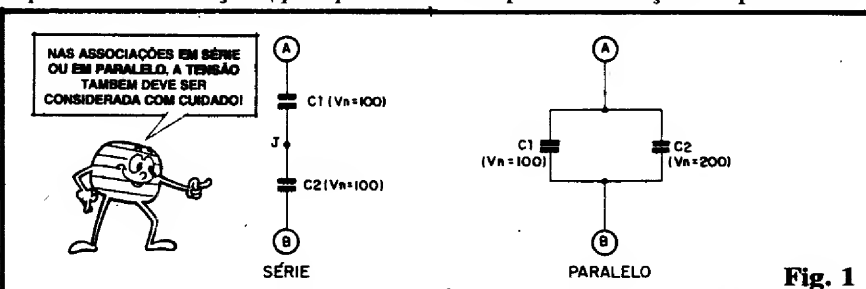 NAS ASSOCIAÇÕES EM SÉRIE
OU EM PARALELO, A TENSÃO
TAMBEM DEVE SER
CONSIDERADA COM CUIDADO!
A
C1 (Vn=100)
J
C2 (Vn=100)
B
SÉRIE
A
C1
(Vn=100)
C2
(Vn=200)
B
PARALELO
Fig. 1